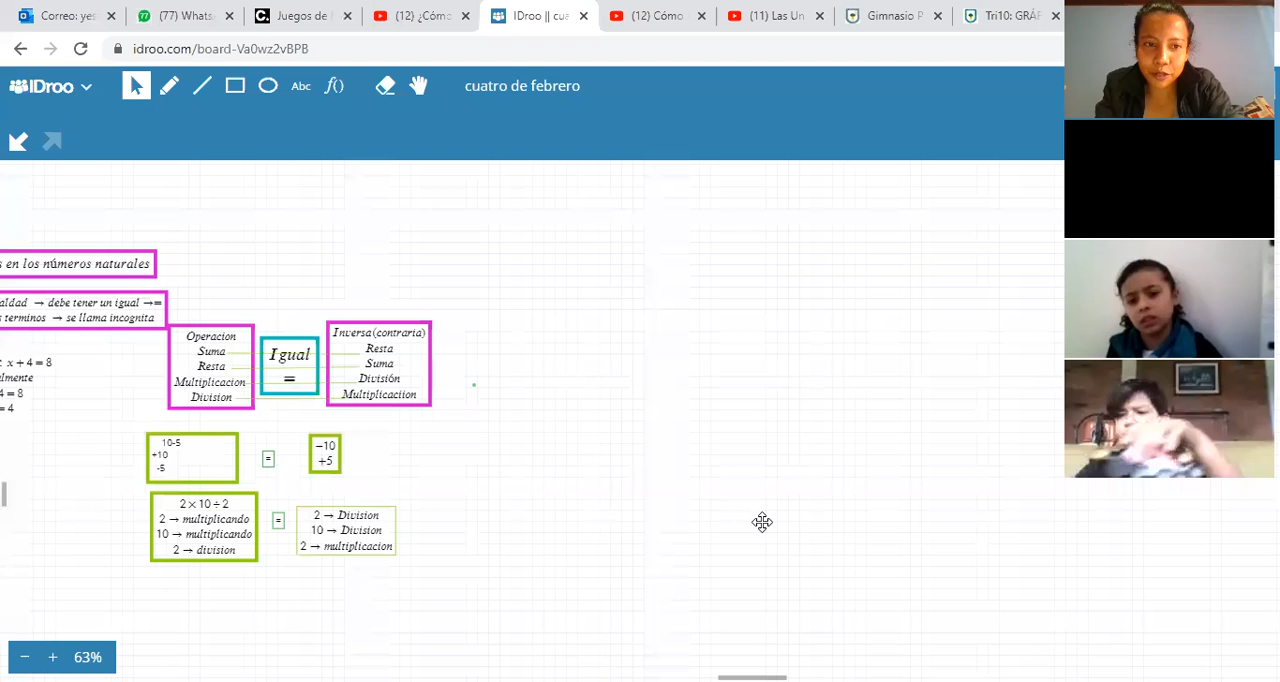 Correo: yes
(77) Whats
Juegos de
(12) ¿Cómo
IDroo || cua
(12) Cómo
(11) Las Un
Gimnasio P
Tri10: GRÁF
idroo.com/board-Va0wz2vBPB
IDroo
Abc
f()
cuatro de febrero
s en los números naturales
aldad → debe tener un igual →=
s terminos → se llama incognita
: x + 4 = 8
almente
4 = 8
= 4
Operacion
Suma
Resta
Multiplicacion
Division
Igual
=
Inversa(contraria)
Resta
Suma
División
Multiplicaciion
10-5
+10
-5
=
−10
+5
2 × 10 ÷ 2
2 → multiplicando
10 → multiplicando
2 → division
=
2 → Division
10 → Division
2 → multiplicacion
− + 63%